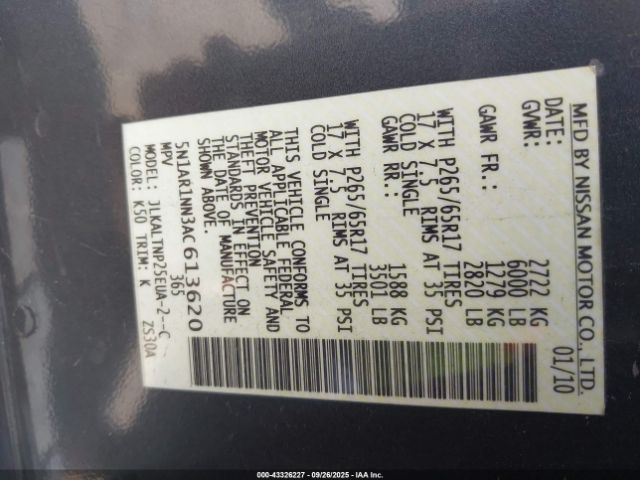 MFD BY NISSAN MOTOR CO., LTD.
DATE: 01/10
GVWR: 2722 KG
6000 LB
GAWR FR.: 1279 KG
2820 LB
WITH P265/65R17 TIRES
17 X 7.5 RIMS AT 35 PSI
COLD SINGLE
GAWR RR.: 1588 KG
3501 LB
WITH P265/65R17 TIRES
17 X 7.5 RIMS AT 35 PSI
COLD SINGLE
THIS VEHICLE CONFORMS TO
ALL APPLICABLE FEDERAL
MOTOR VEHICLE SAFETY AND
THEFT PREVENTION
STANDARDS IN EFFECT ON
THE DATE OF MANUFACTURE
SHOWN ABOVE.
5N1AR1NN3AC613620
MPV 365
MODEL: JLKALTNP25EUA-2--C
COLOR: K50 TRIM: K ZS30A
000-43326227 - 09/26/2025 - IAA Inc.